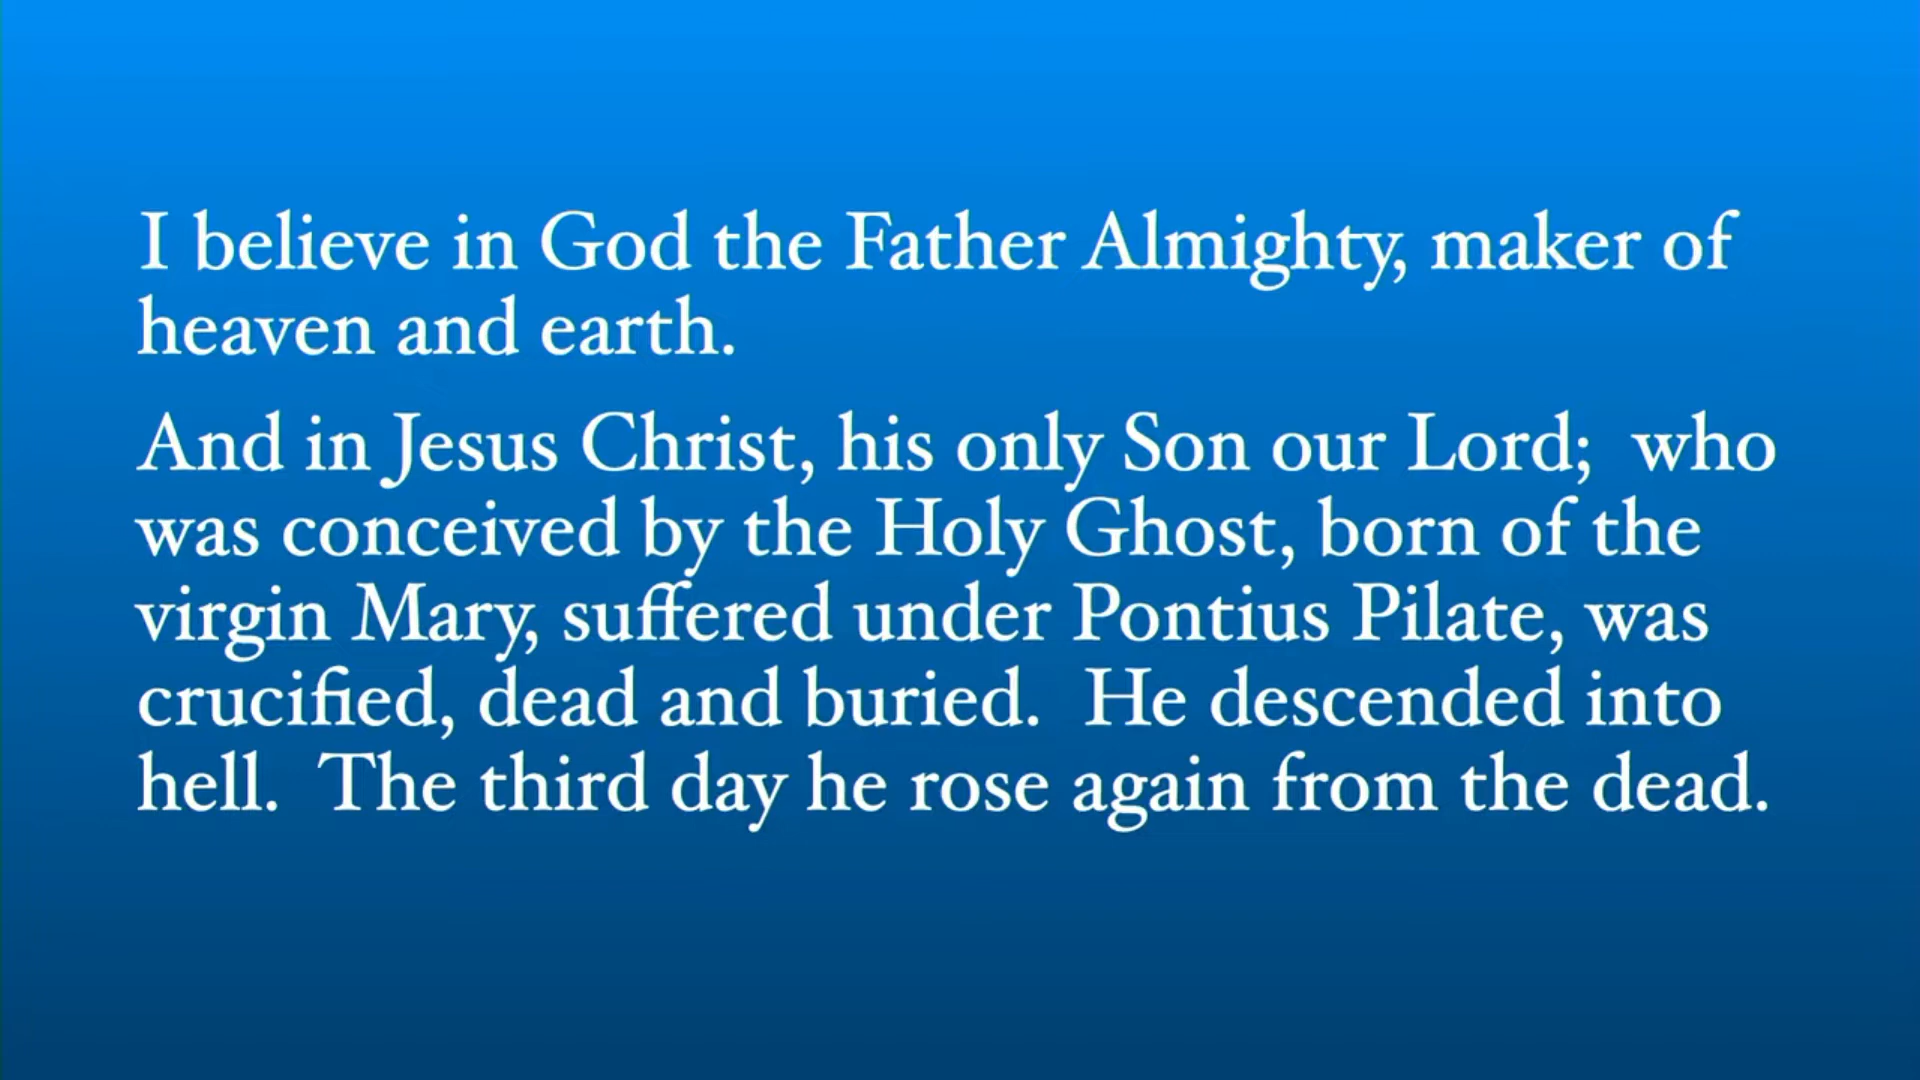 I believe in God the Father Almighty, maker of
heaven and earth.
And in Jesus Christ, his only Son our Lord;  who
was conceived by the Holy Ghost, born of the
virgin Mary, suffered under Pontius Pilate, was
crucified, dead and buried.  He descended into
hell.  The third day he rose again from the dead.